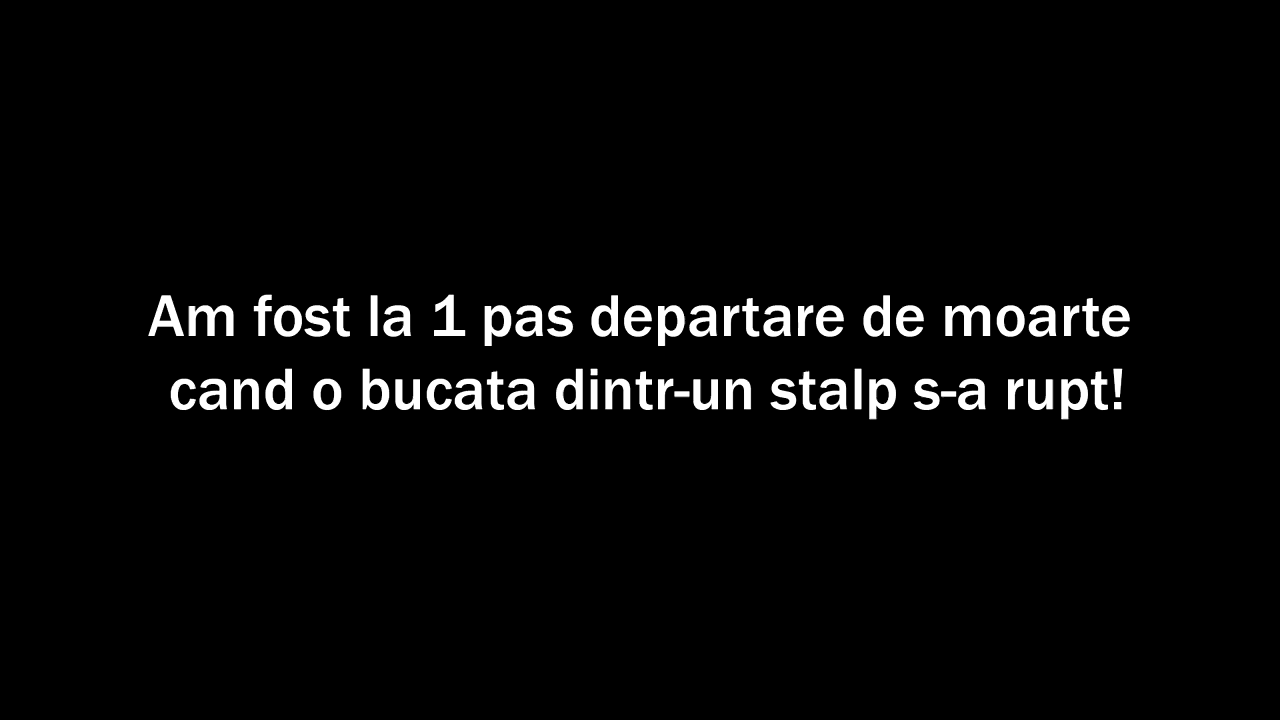 Am fost la 1 pas departare de moarte
cand o bucata dintr-un stalp s-a rupt!